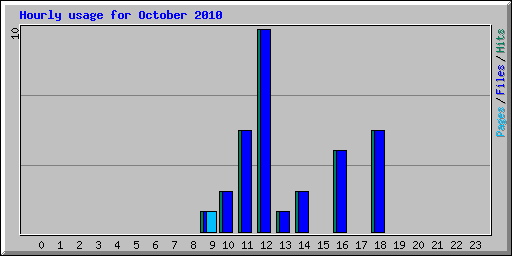 Hourly usage for October 2010
10
Pages/Files/Hits
0 1 2 3 4 5 6 7 8 9 10 11 12 13 14 15 16 17 18 19 20 21 22 23